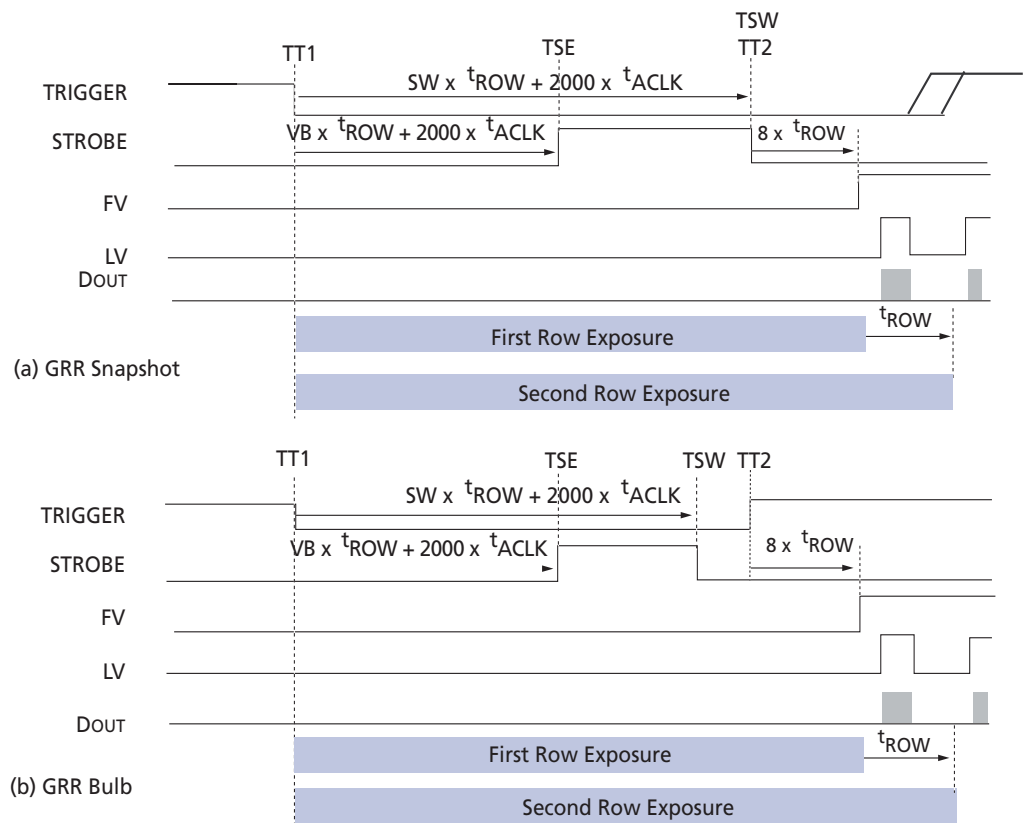 TSW
TT1 TSE TT2
SW x tROW + 2000 x tACLK
TRIGGER
VB x tROW + 2000 x tACLK 8 x tROW
STROBE
FV
LV
DOUT
First Row Exposure tROW
(a) GRR Snapshot
Second Row Exposure
TT1 TSE TSW TT2
SW x tROW + 2000 x tACLK
TRIGGER
VB x tROW + 2000 x tACLK 8 x tROW
STROBE
FV
LV
DOUT
First Row Exposure tROW
(b) GRR Bulb
Second Row Exposure